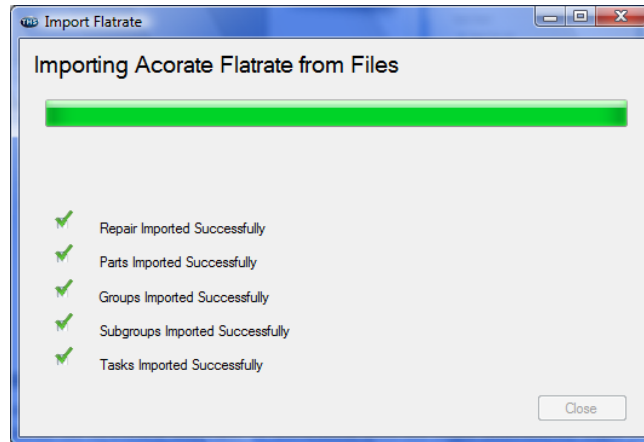 Import Flatrate
Importing Acorate Flatrate from Files
Repair Imported Successfully
Parts Imported Successfully
Groups Imported Successfully
Subgroups Imported Successfully
Tasks Imported Successfully
Close